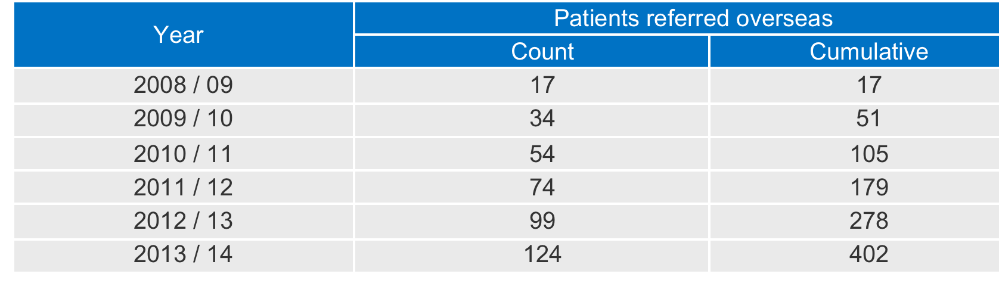 Year
Patients referred overseas
Count Cumulative
2008 / 09 17 17
2009 / 10 34 51
2010 / 11 54 105
2011 / 12 74 179
2012 / 13 99 278
2013 / 14 124 402